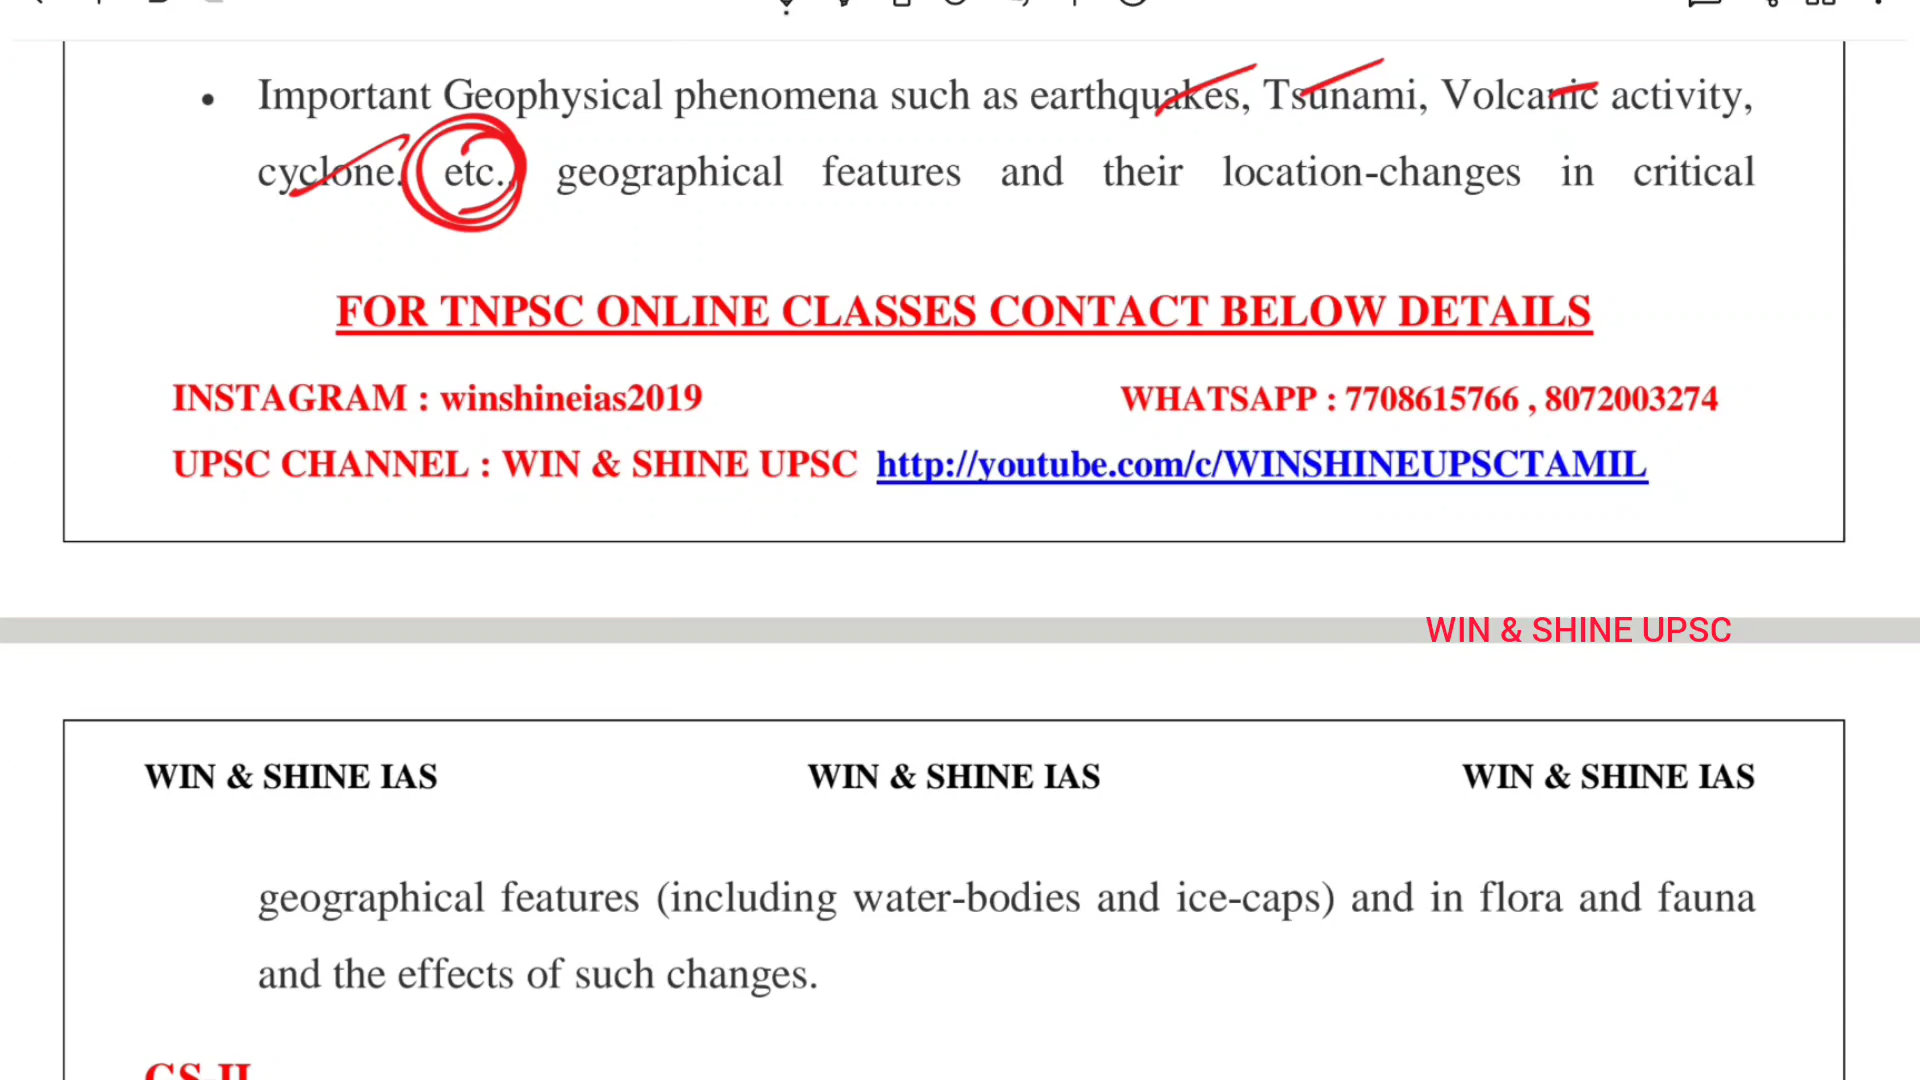 • Important Geophysical phenomena such as earthquakes, Tsunami, Volcanic activity,
cyclone. etc., geographical features and their location-changes in critical
FOR TNPSC ONLINE CLASSES CONTACT BELOW DETAILS
INSTAGRAM : winshineias2019 WHATSAPP : 7708615766 , 8072003274
UPSC CHANNEL : WIN & SHINE UPSC http://youtube.com/c/WINSHINEUPSCTAMIL
WIN & SHINE UPSC
WIN & SHINE IAS WIN & SHINE IAS WIN & SHINE IAS
geographical features (including water-bodies and ice-caps) and in flora and fauna
and the effects of such changes.
GS-II